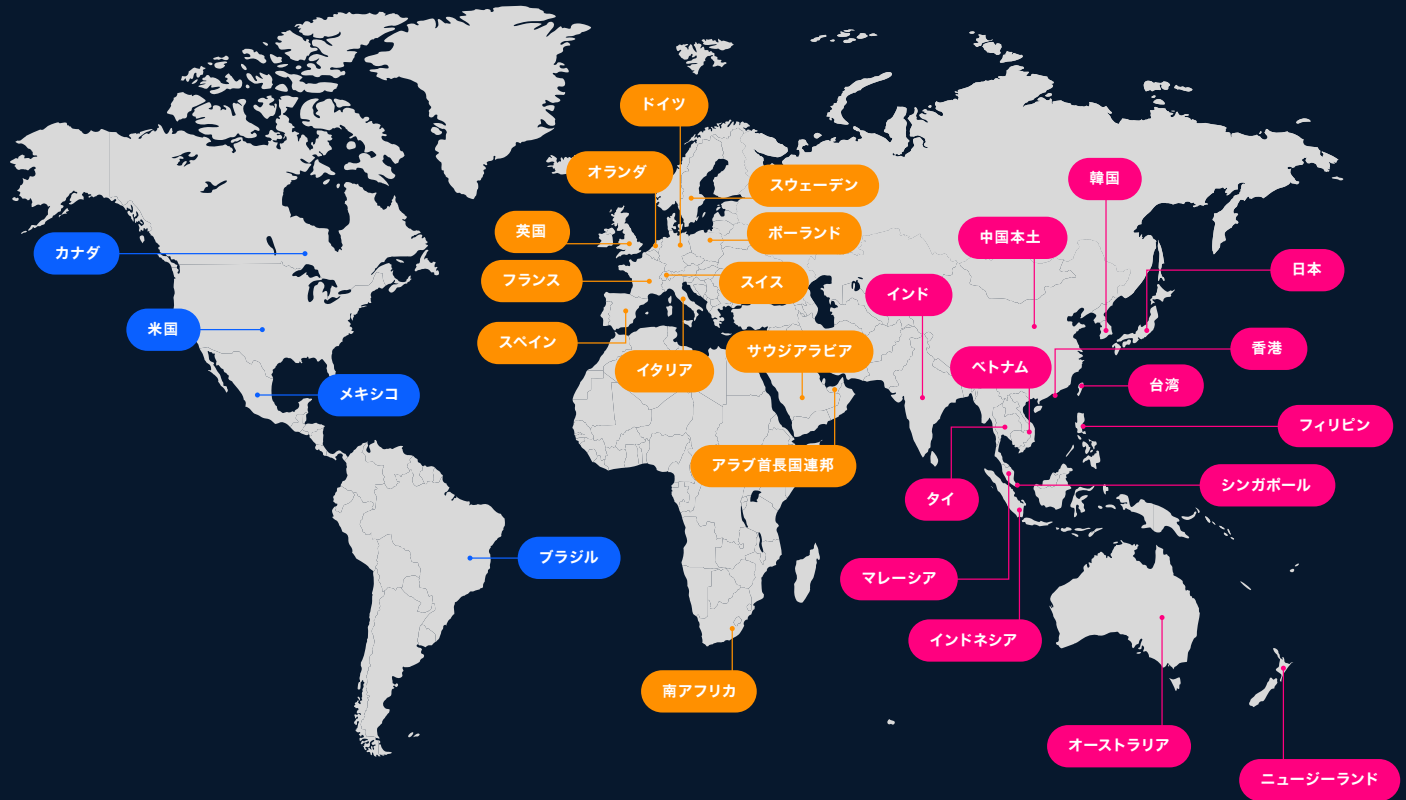 ドイツ
オランダ
スウェーデン
韓国
英国
ポーランド
中国本土
カナダ
日本
フランス
スイス
インド
米国
スペイン
サウジアラビア
香港
イタリア
ベトナム
台湾
メキシコ
フィリピン
アラブ首長国連邦
シンガポール
タイ
ブラジル
マレーシア
インドネシア
南アフリカ
オーストラリア
ニュージーランド